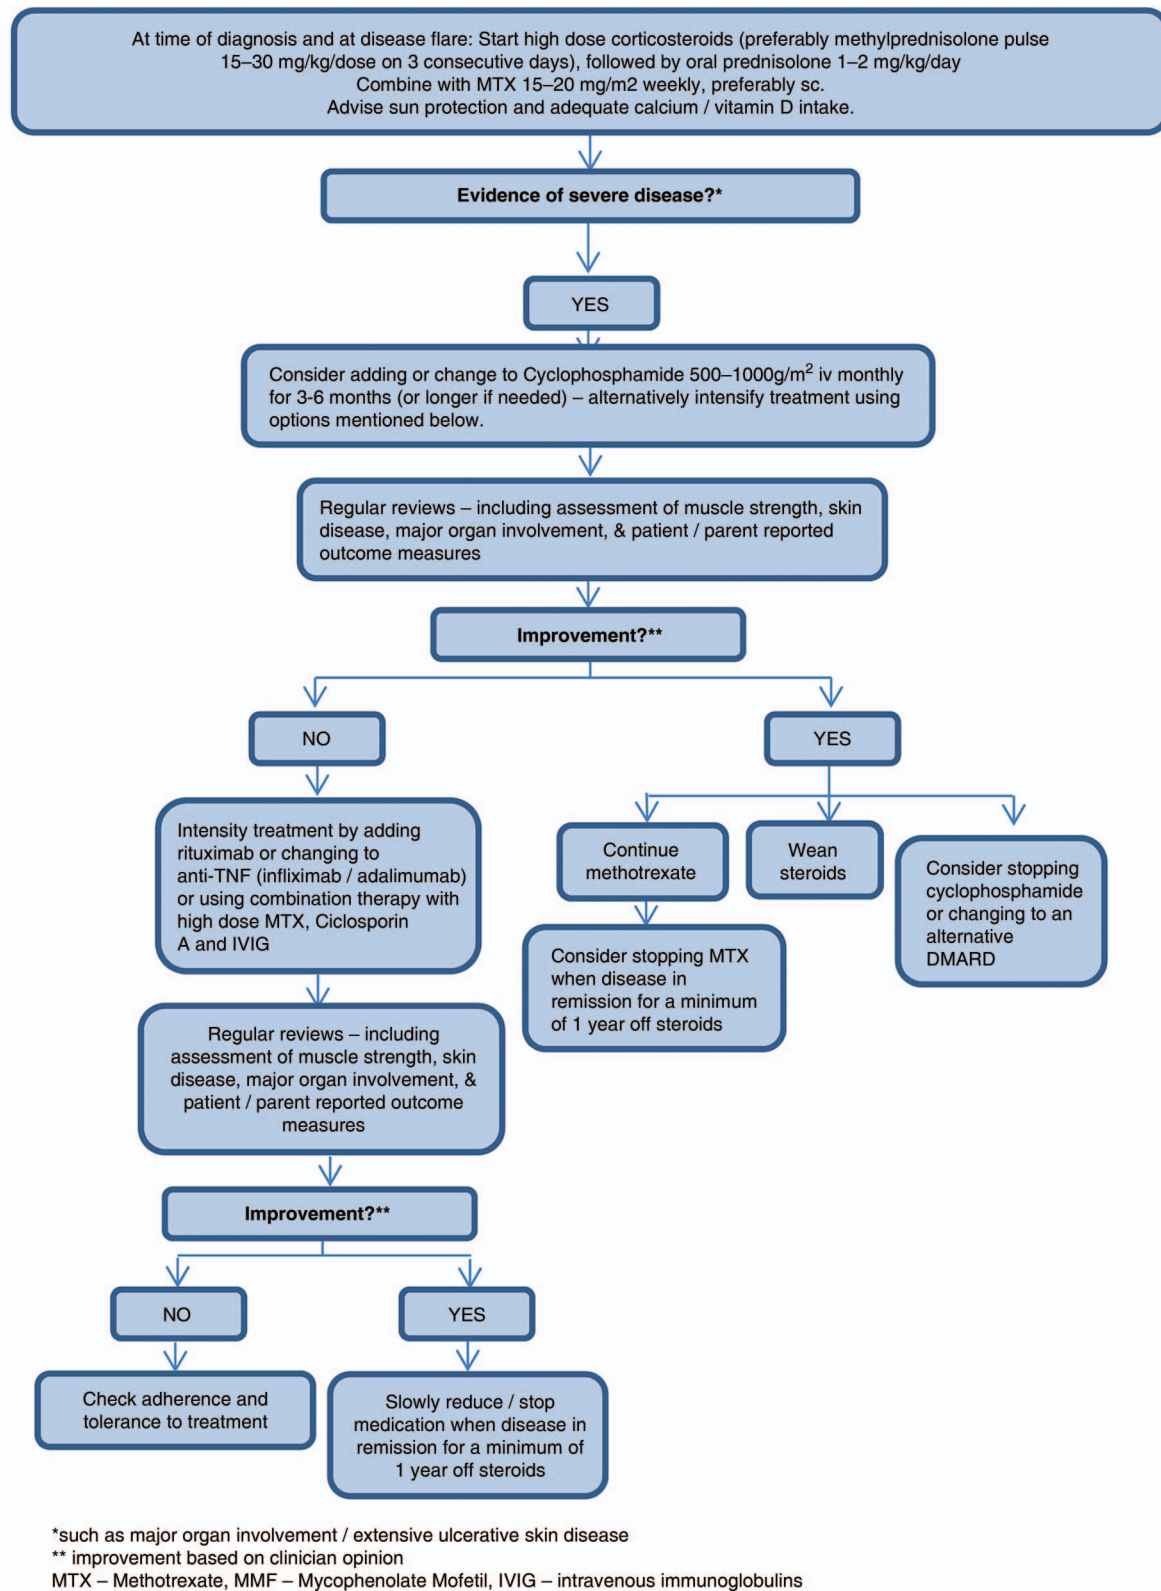 At time of diagnosis and at disease flare: Start high dose corticosteroids (preferably methylprednisolone pulse
15–30 mg/kg/dose on 3 consecutive days), followed by oral prednisolone 1–2 mg/kg/day
Combine with MTX 15–20 mg/m2 weekly, preferably sc.
Advise sun protection and adequate calcium / vitamin D intake.
Evidence of severe disease?*
YES
Consider adding or change to Cyclophosphamide 500–1000g/m² iv monthly
for 3-6 months (or longer if needed) – alternatively intensify treatment using
options mentioned below.
Regular reviews – including assessment of muscle strength, skin
disease, major organ involvement, & patient / parent reported
outcome measures
Improvement?**
NO
YES
Intensity treatment by adding
rituximab or changing to
anti-TNF (infliximab / adalimumab)
or using combination therapy with
high dose MTX, Ciclosporin
A and IVIG
Continue
methotrexate
Wean
steroids
Consider stopping
cyclophosphamide
or changing to an
alternative
DMARD
Consider stopping MTX
when disease in
remission for a minimum
of 1 year off steroids
Regular reviews – including
assessment of muscle strength, skin
disease, major organ involvement, &
patient / parent reported outcome
measures
Improvement?**
NO
YES
Check adherence and
tolerance to treatment
Slowly reduce / stop
medication when disease in
remission for a minimum of
1 year off steroids
*such as major organ involvement / extensive ulcerative skin disease
** improvement based on clinician opinion
MTX – Methotrexate, MMF – Mycophenolate Mofetil, IVIG – intravenous immunoglobulins